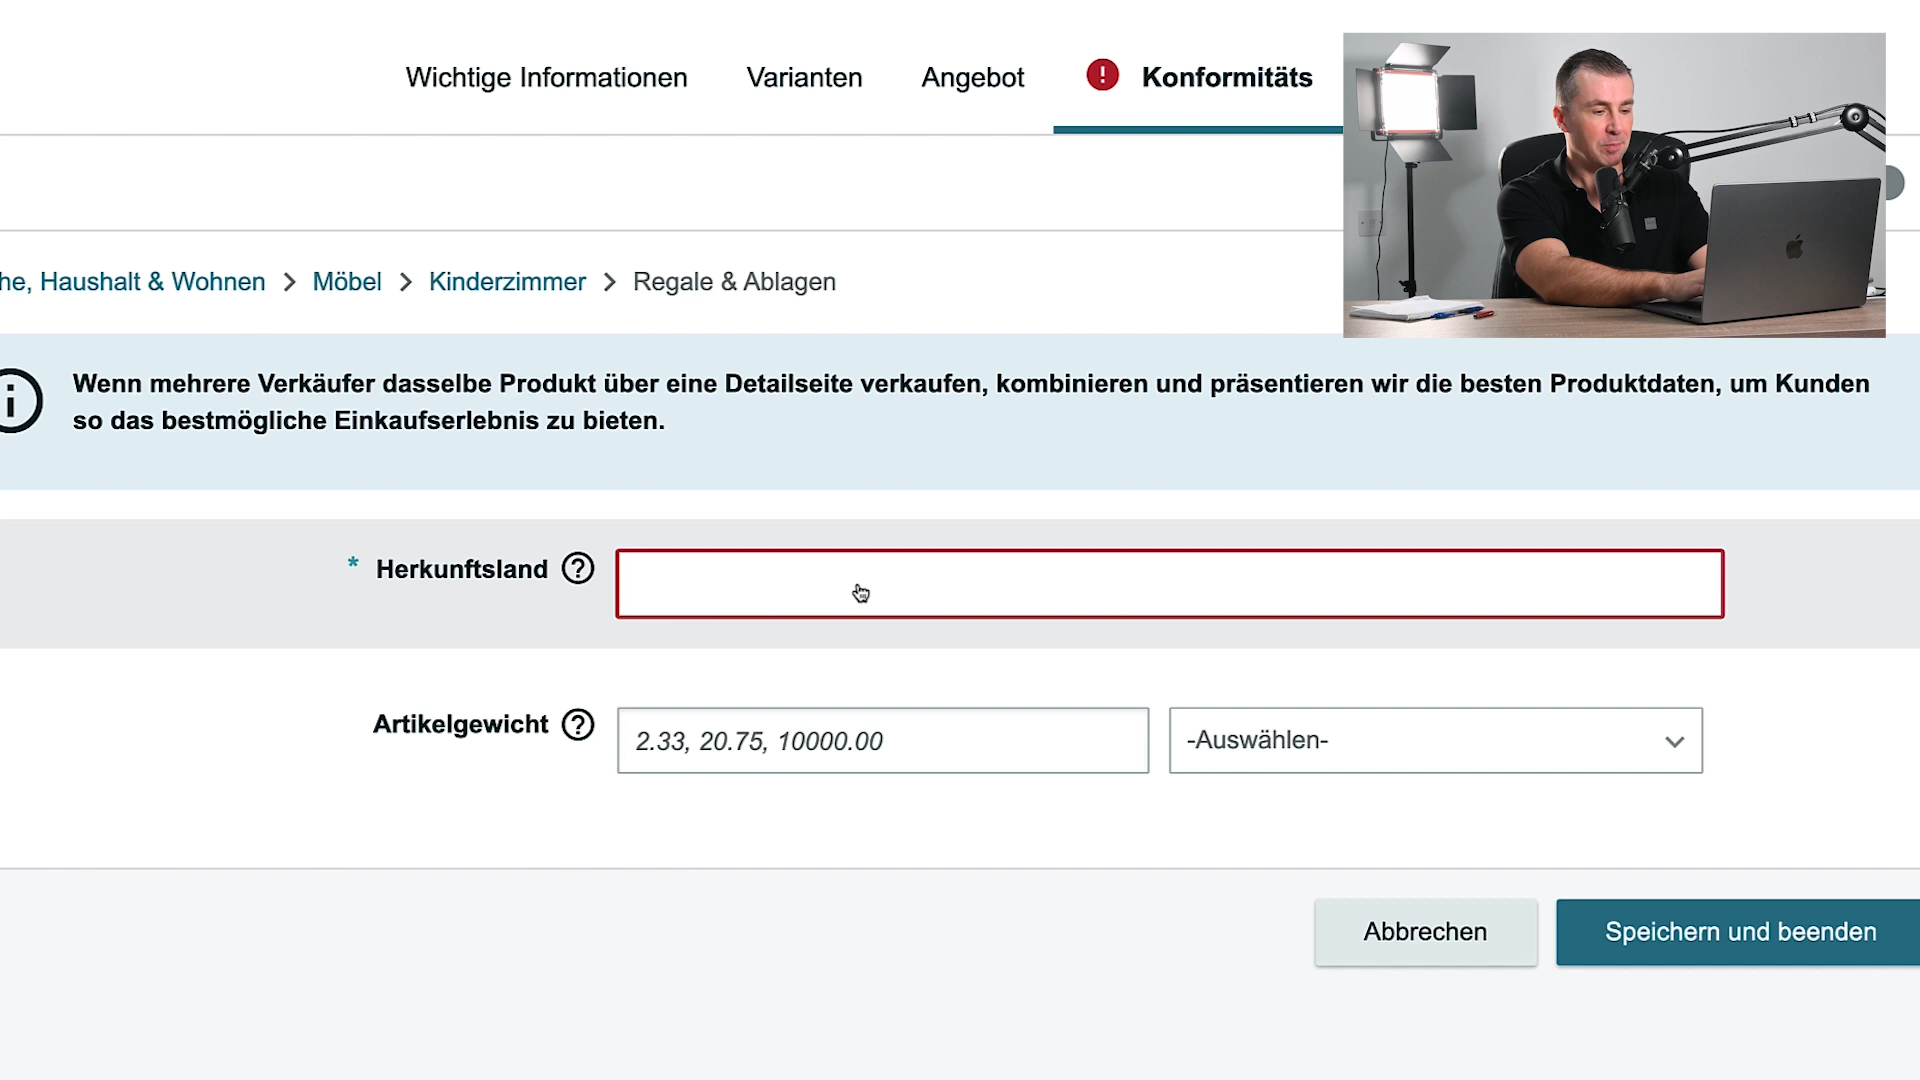 Wichtige Informationen
Varianten
Angebot
! Konformitäts
he, Haushalt & Wohnen > Möbel > Kinderzimmer > Regale & Ablagen
Wenn mehrere Verkäufer dasselbe Produkt über eine Detailseite verkaufen, kombinieren und präsentieren wir die besten Produktdaten, um Kunden
so das bestmögliche Einkaufserlebnis zu bieten.
* Herkunftsland ?
Artikelgewicht ?
2.33, 20.75, 10000.00
-Auswählen-
Abbrechen
Speichern und beenden